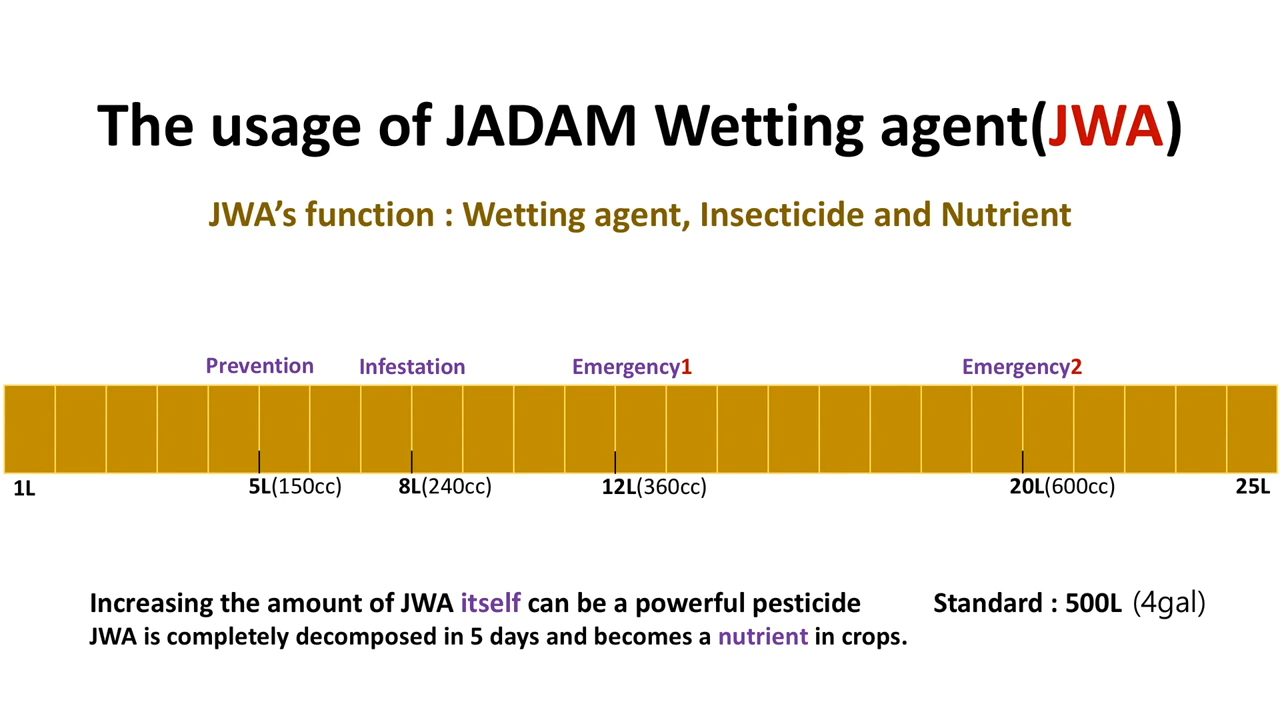 The usage of JADAM Wetting agent(JWA)
JWA's function : Wetting agent, Insecticide and Nutrient
Prevention Infestation Emergency1 Emergency2
1L 5L(150cc) 8L(240cc) 12L(360cc) 20L(600cc) 25L
Increasing the amount of JWA itself can be a powerful pesticide Standard : 500L (4gal)
JWA is completely decomposed in 5 days and becomes a nutrient in crops.